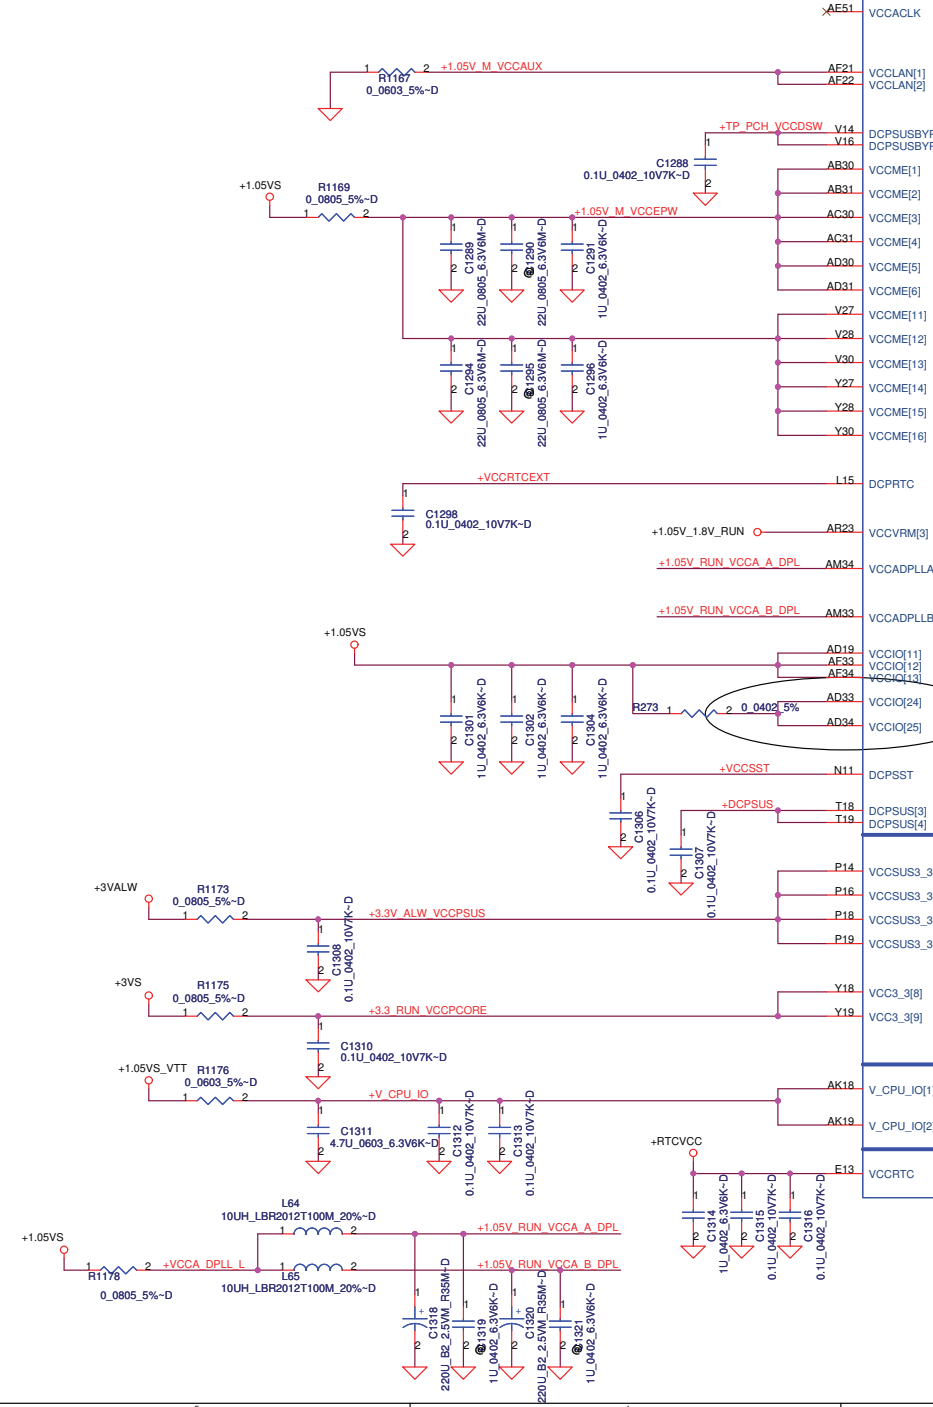 AE51 VCCACLK
1 2 +1.05V_M_VCCAUX AF21 VCCLAN[1]
R1167 AF22 VCCLAN[2]
0_0603_5%~D
+TP_PCH_VCCDSW V14 DCPSUSBYP
1 V16 DCPSUSBYP
C1288
0.1U_0402_10V7K~D
2
AB30 VCCME[1]
+1.05VS R1169
0_0805_5%~D
AB31 VCCME[2]
1 2 +1.05V_M_VCCEPW AC30 VCCME[3]
1 2 C1289 22U_0805_6.3V6M~D
1 2 @C1290 22U_0805_6.3V6M~D
1 2 C1291 1U_0402_6.3V6K~D
AC31 VCCME[4]
AD30 VCCME[5]
AD31 VCCME[6]
V27 VCCME[11]
V28 VCCME[12]
1 2 C1294 22U_0805_6.3V6M~D
1 2 @C1295 22U_0805_6.3V6M~D
1 2 C1296 1U_0402_6.3V6K~D
V30 VCCME[13]
Y27 VCCME[14]
Y28 VCCME[15]
Y30 VCCME[16]
+VCCRTCEXT L15 DCPRTC
1
C1298
0.1U_0402_10V7K~D
2
+1.05V_1.8V_RUN AR23 VCCVRM[3]
+1.05V_RUN_VCCA_A_DPL AM34 VCCADPLLA
+1.05V_RUN_VCCA_B_DPL AM33 VCCADPLLB
+1.05VS
AD19 VCCIO[11]
AF33 VCCIO[12]
AF34 VCCIO[13]
1 2 C1301 1U_0402_6.3V6K~D
1 2 C1302 1U_0402_6.3V6K~D
1 2 C1304 1U_0402_6.3V6K~D
AD33 VCCIO[24]
R273 1 2 0_0402_5%
AD34 VCCIO[25]
+VCCSST N11 DCPSST
1 2 C1306 0.1U_0402_10V7K~D
+DCPSUS T18 DCPSUS[3]
T19 DCPSUS[4]
1 2 C1307 0.1U_0402_10V7K~D
P14 VCCSUS3_3
+3VALW R1173
0_0805_5%~D
P16 VCCSUS3_3
1 2 +3.3V_ALW_VCCPSUS P18 VCCSUS3_3
1 2 C1308 0.1U_0402_10V7K~D
P19 VCCSUS3_3
+3VS R1175
0_0805_5%~D
Y18 VCC3_3[8]
1 2 +3.3_RUN_VCCPCORE Y19 VCC3_3[9]
1
C1310
0.1U_0402_10V7K~D
2
+1.05VS_VTT R1176
0_0603_5%~D
AK18 V_CPU_IO[1
1 2 +V_CPU_IO
1
C1311
4.7U_0603_6.3V6K~D
2
1 2 C1312 0.1U_0402_10V7K~D
1 2 C1313 0.1U_0402_10V7K~D
AK19 V_CPU_IO[2
+RTCVCC
E13 VCCRTC
1 2 C1314 1U_0402_6.3V6K~D
1 2 C1315 0.1U_0402_10V7K~D
1 2 C1316 0.1U_0402_10V7K~D
L64
10UH_LBR2012T100M_20%~D
1 2 +1.05V_RUN_VCCA_A_DPL
+1.05VS
1 2 +VCCA_DPLL_L 1 2 +1.05V_RUN_VCCA_B_DPL
R1178 L65
10UH_LBR2012T100M_20%~D
0_0805_5%~D
1 + 2 C1318 220U_B2_2.5VM_R35M~D
1 2 @C1319 1U_0402_6.3V6K~D
1 + 2 C1320 220U_B2_2.5VM_R35M~D
1 2 @C1321 1U_0402_6.3V6K~D